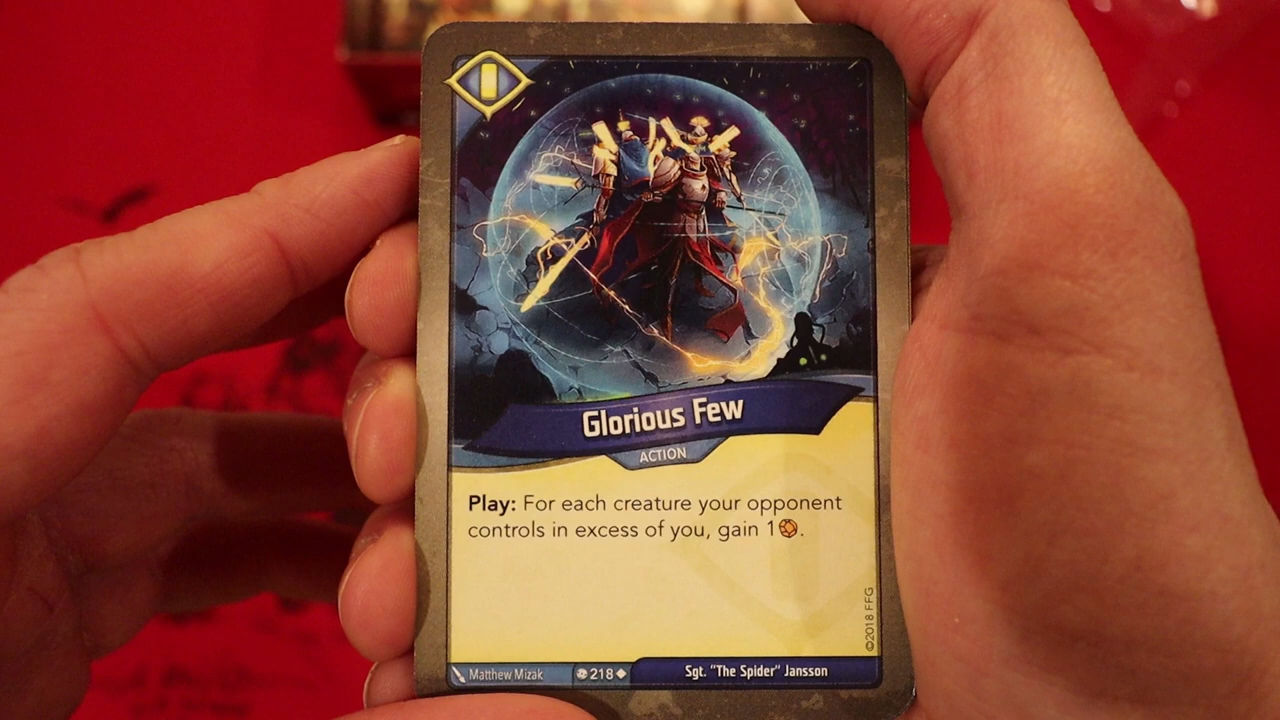 Glorious Few
ACTION
Play: For each creature your opponent
controls in excess of you, gain 1.
©2018 FFG
Matthew Mizak
218
Sgt. "The Spider" Jansson